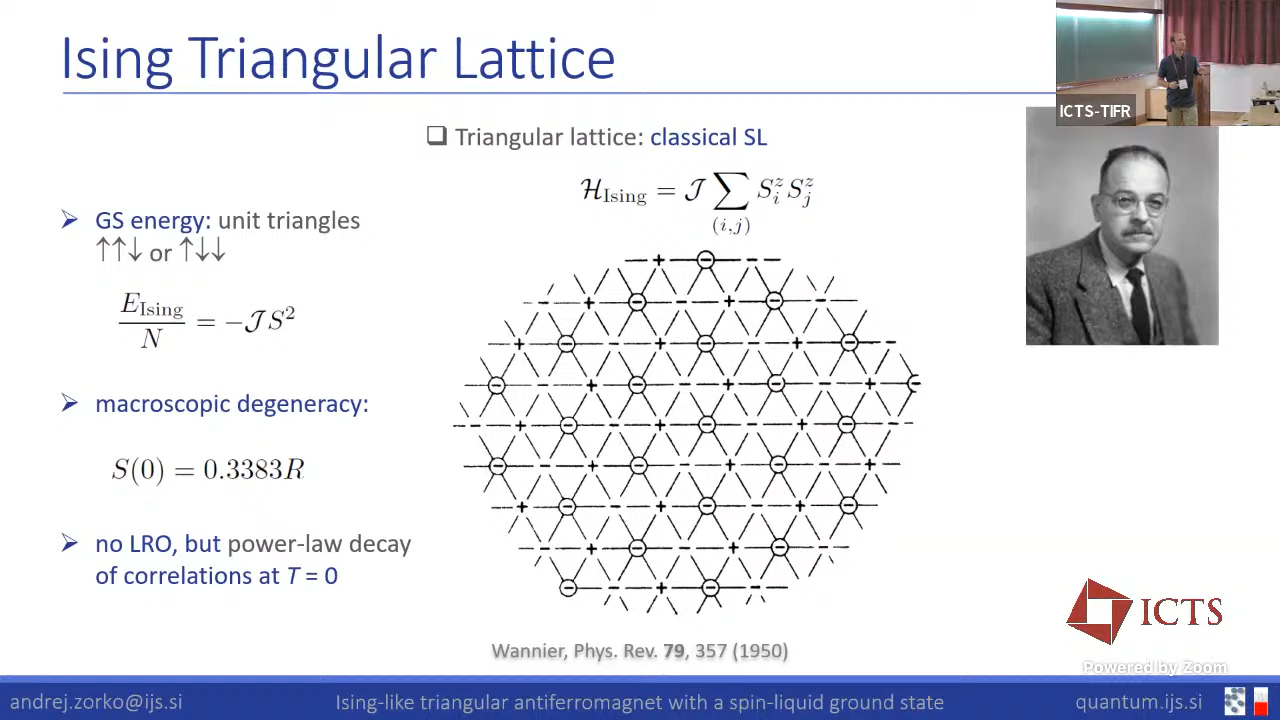 Ising Triangular Lattice
ICTS-TIFR
❑ Triangular lattice: classical SL
ℋ_Ising = 𝒥 ∑_(i,j) S_i^z S_j^z
➢ GS energy: unit triangles
↑↑↓ or ↑↓↓
E_Ising / N = −𝒥S²
➢ macroscopic degeneracy:
S(0) = 0.3383R
➢ no LRO, but power-law decay
of correlations at T = 0
Wannier, Phys. Rev. 79, 357 (1950)
ICTS
Powered by Zoom
andrej.zorko@ijs.si
Ising-like triangular antiferromagnet with a spin-liquid ground state
quantum.ijs.si